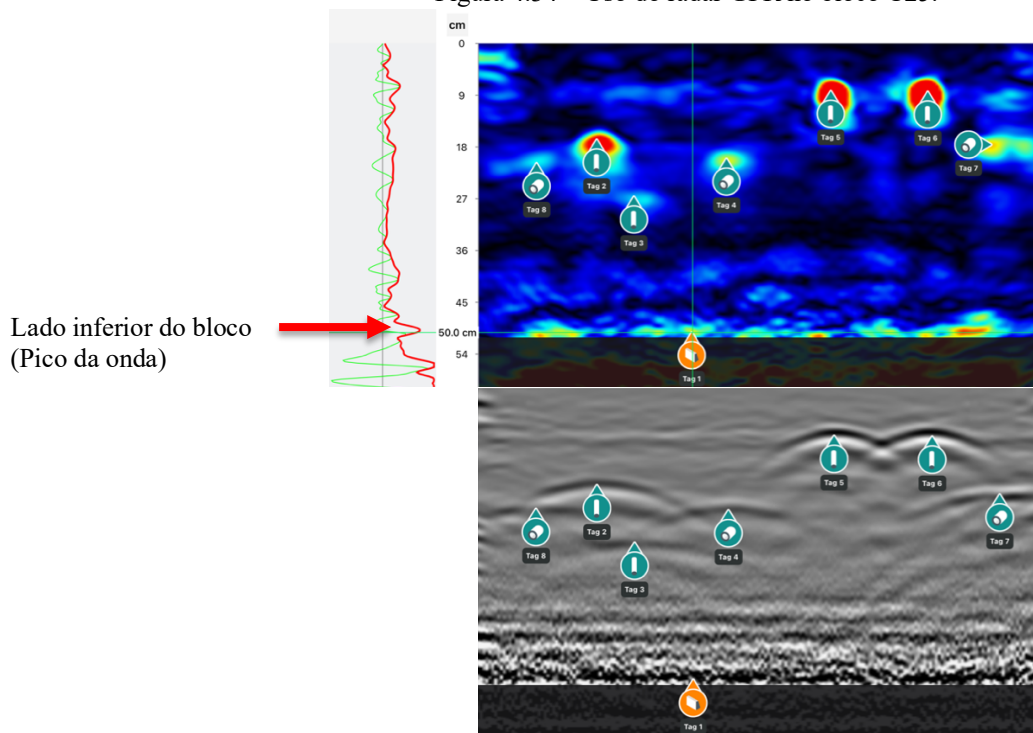 cm
0
9
18
27
36
45
50.0 cm
54
Tag 5
Tag 6
Tag 7
Tag 2
Tag 8
Tag 4
Tag 3
Tag 1
Lado inferior do bloco
(Pico da onda)
Tag 5
Tag 6
Tag 2
Tag 7
Tag 8
Tag 4
Tag 3
Tag 1